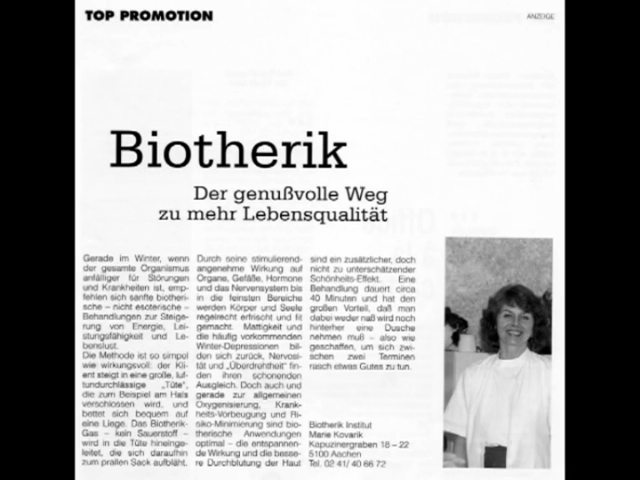 TOP PROMOTION
ANZEIGE
Biotherik
Der genußvolle Weg
zu mehr Lebensqualität
Gerade im Winter, wenn
der gesamte Organismus
anfälliger für Störungen
und Krankheiten ist, emp-
fehlen sich sanfte biotheri-
sche – nicht esoterische –
Behandlungen zur Steige-
rung von Energie, Lei-
stungsfähigkeit und Le-
benslust.
Die Methode ist so simpel
wie wirkungsvoll: der Kli-
ent steigt in eine große, luf-
tundurchlässige „Tüte“,
die zum Beispiel am Hals
verschlossen wird, und
bettet sich bequem auf
eine Liege. Das Biotherik-
Gas – kein Sauerstoff –
wird in die Tüte hineinge-
leitet, die sich daraufhin
zum prallen Sack aufbläht.
Durch seine stimulierend-
angenehme Wirkung auf
Organe, Gefäße, Hormone
und das Nervensystem bis
in die feinsten Bereiche
werden Körper und Seele
regelrecht erfrischt und fit
gemacht. Mattigkeit und
die häufig vorkommenden
Winter-Depressionen bil-
den sich zurück, Nervosi-
tät und „Überdrehtheit“ fin-
den ihren schonenden
Ausgleich. Doch auch und
gerade zur allgemeinen
Oxygenisierung, Krank-
heits-Vorbeugung und Ri-
siko-Minimierung sind bio-
therische Anwendungen
optimal – die entspannen-
de Wirkung und die besse-
re Durchblutung der Haut
sind ein zusätzlicher, doch
nicht zu unterschätzender
Schönheits-Effekt. Eine
Behandlung dauert circa
40 Minuten und hat den
großen Vorteil, daß man
dabei weder naß wird noch
hinterher eine Dusche
nehmen muß – also wie
geschaffen, um sich zwi-
schen zwei Terminen
rasch etwas Gutes zu tun.
Biotherik Institut
Marie Kovarik
Kapuzinergraben 18 – 22
5100 Aachen
Tel. 02 41/ 40 66 72